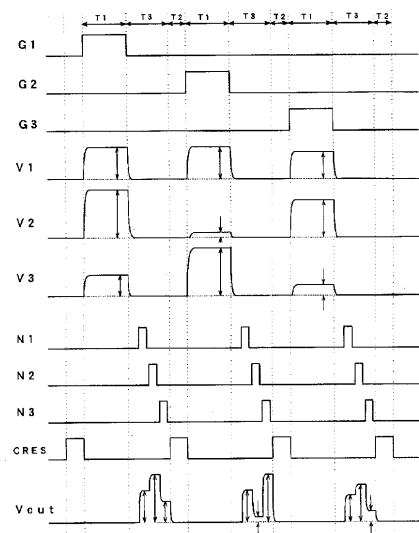 T1 T3 T2 T1 T3 T2 T1 T3 T2
G1
G2
G3
V1
V2
V3
N1
N2
N3
CRES
Vout